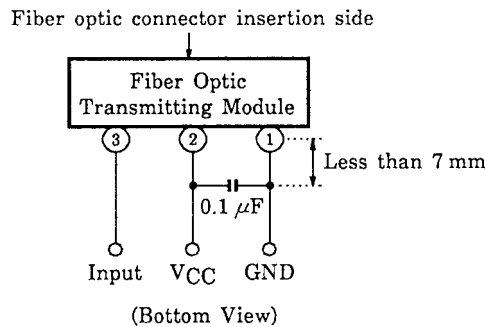 Fiber optic connector insertion side
Fiber Optic
Transmitting Module
3 2 1
Less than 7 mm
0.1 μF
Input VCC GND
(Bottom View)